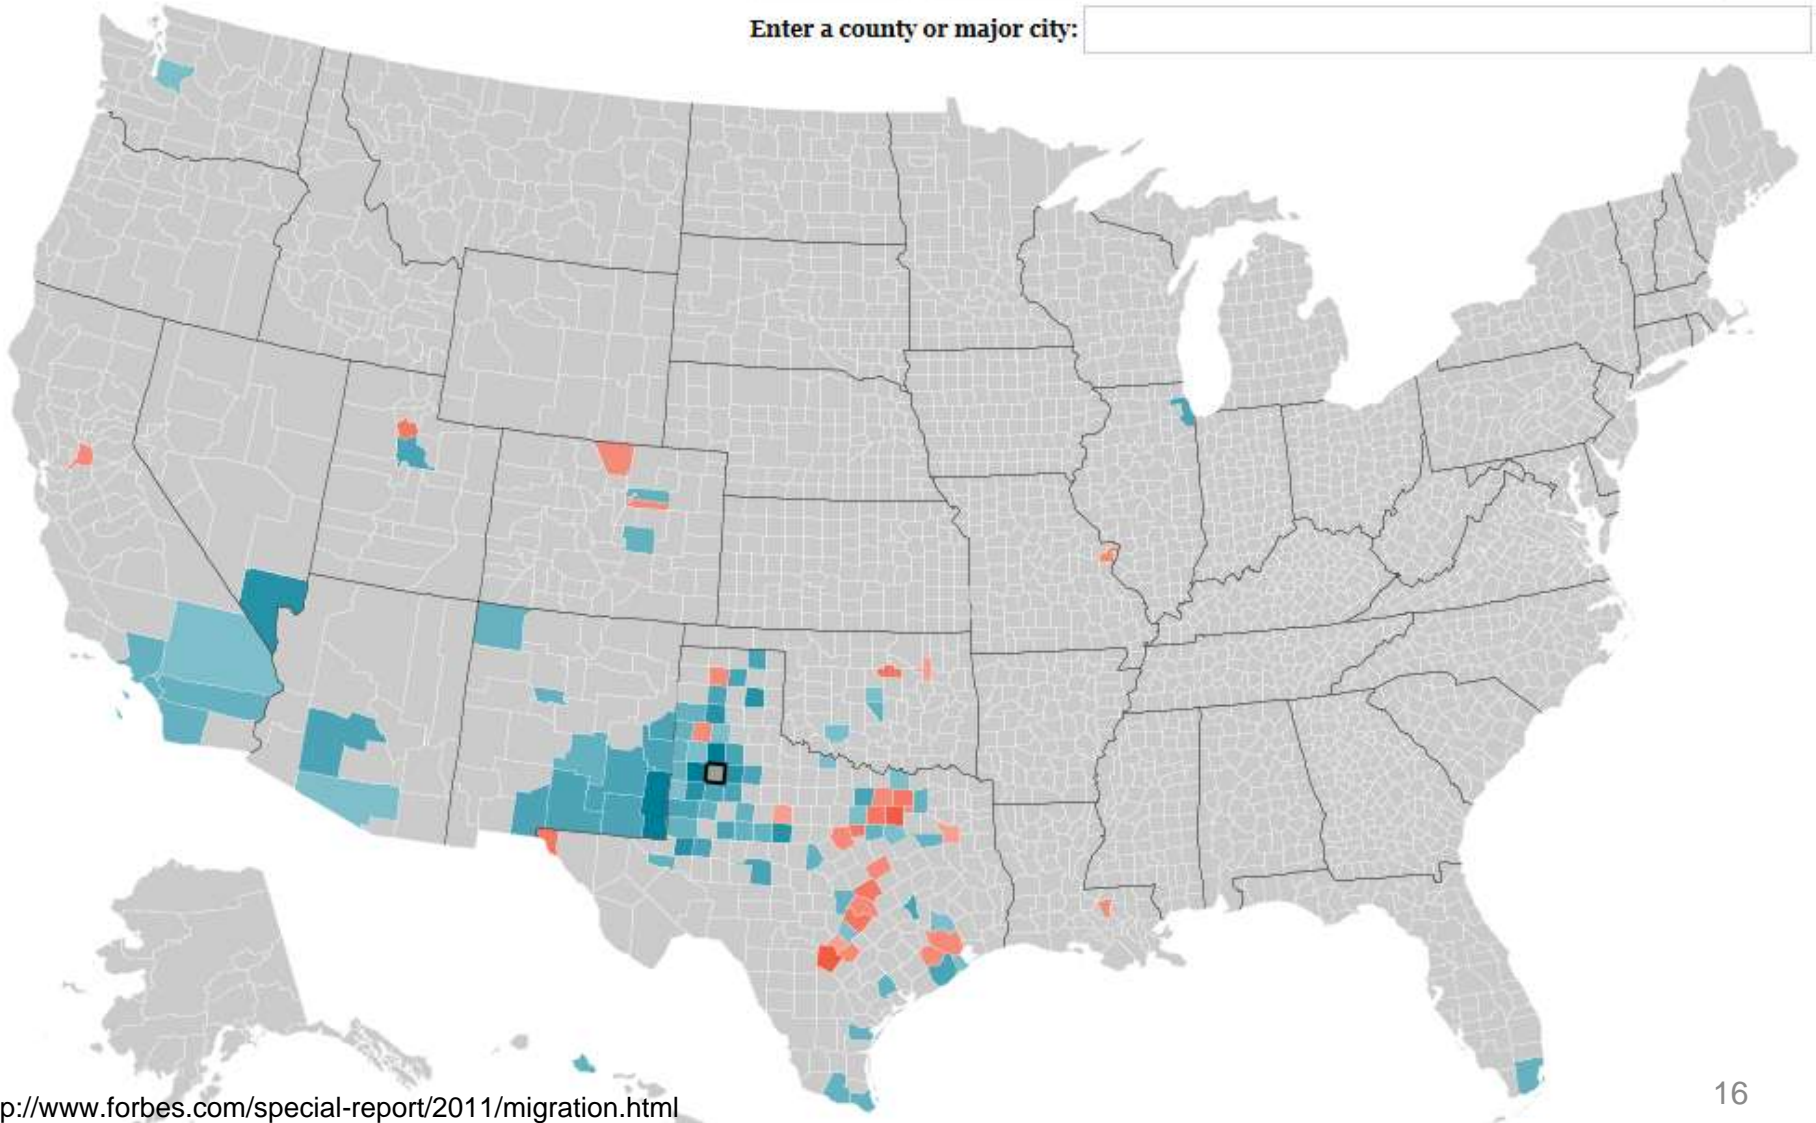 Enter a county or major city:
p://www.forbes.com/special-report/2011/migration.html
16